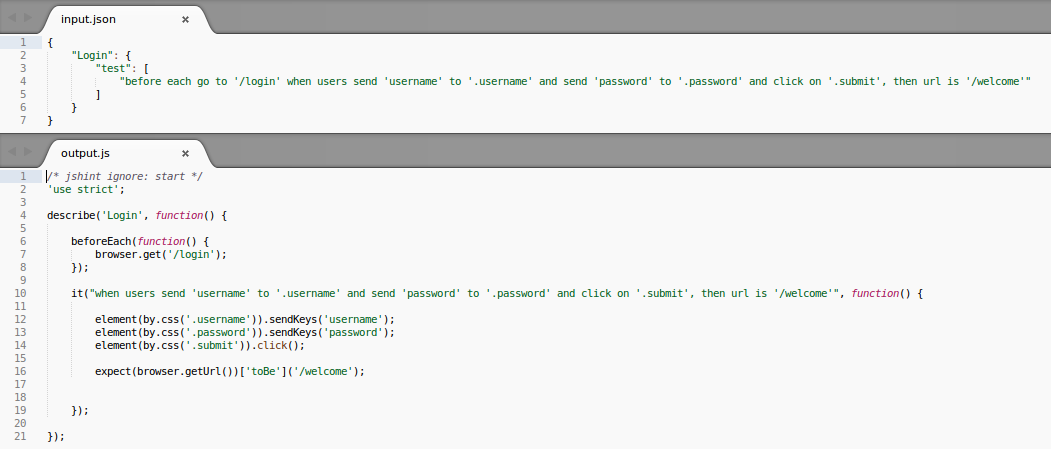 input.json ×
1 {
2     "Login": {
3         "test": [
4             "before each go to '/login' when users send 'username' to '.username' and send 'password' to '.password' and click on '.submit', then url is '/welcome'"
5         ]
6     }
7 }
output.js ×
1 /* jshint ignore: start */
2 'use strict';
3
4 describe('Login', function() {
5
6     beforeEach(function() {
7         browser.get('/login');
8     });
9
10     it("when users send 'username' to '.username' and send 'password' to '.password' and click on '.submit', then url is '/welcome'", function() {
11
12         element(by.css('.username')).sendKeys('username');
13         element(by.css('.password')).sendKeys('password');
14         element(by.css('.submit')).click();
15
16         expect(browser.getUrl())['toBe']('/welcome');
17
18
19     });
20
21 });